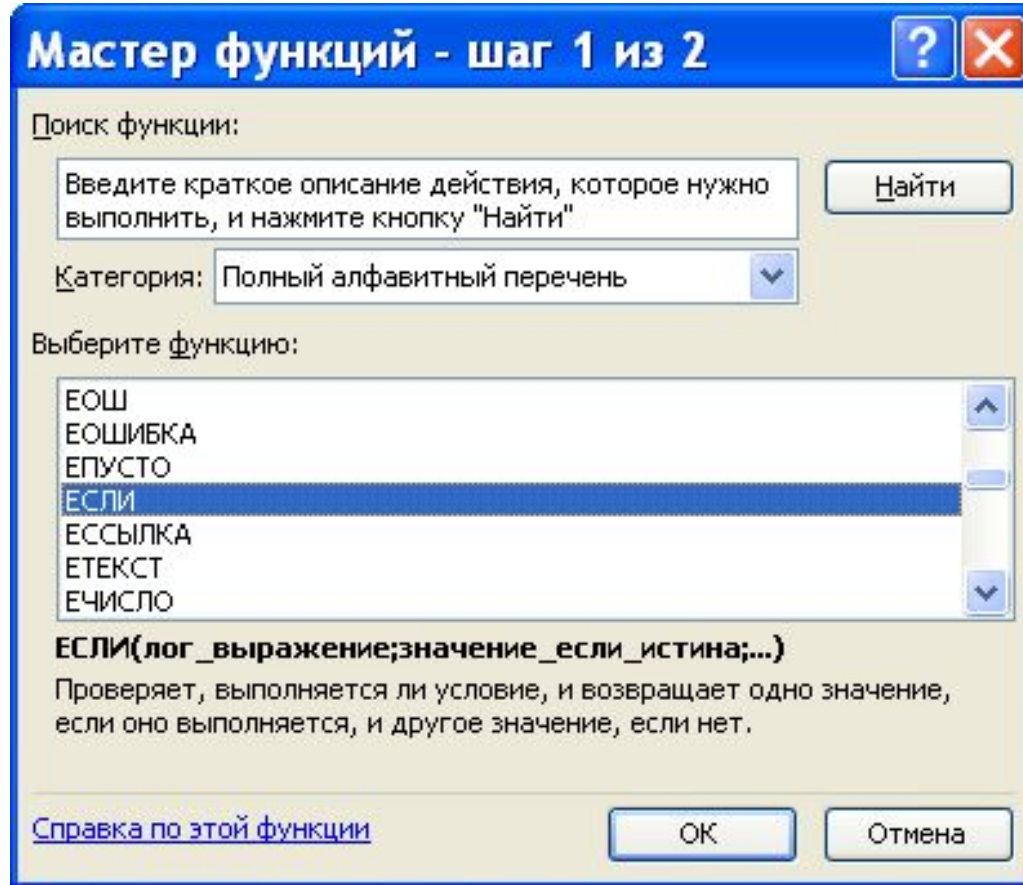 Мастер функций - шаг 1 из 2
Поиск функции:
Введите краткое описание действия, которое нужно
выполнить, и нажмите кнопку "Найти"
Найти
Категория: Полный алфавитный перечень
Выберите функцию:
ЕОШ
ЕОШИБКА
ЕПУСТО
ЕСЛИ
ЕССЫЛКА
ЕТЕКСТ
ЕЧИСЛО
ЕСЛИ(лог_выражение;значение_если_истина;...)
Проверяет, выполняется ли условие, и возвращает одно значение,
если оно выполняется, и другое значение, если нет.
Справка по этой функции
ОК
Отмена